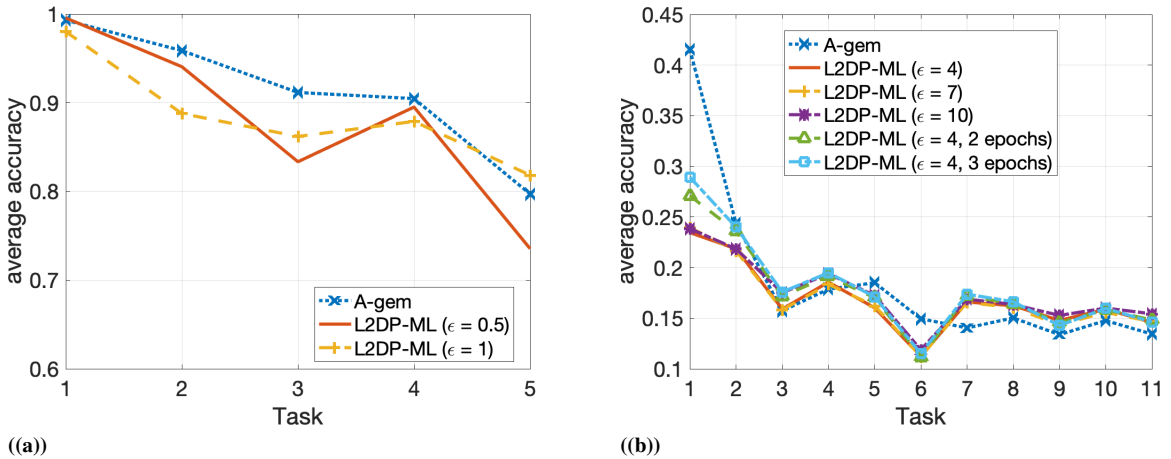 1
0.9
0.8
0.7
0.6
average accuracy
A-gem
L2DP-ML (ϵ = 0.5)
L2DP-ML (ϵ = 1)
1 2 3 4 5
Task
((a))
0.45
0.4
0.35
0.3
0.25
0.2
0.15
0.1
average accuracy
A-gem
L2DP-ML (ϵ = 4)
L2DP-ML (ϵ = 7)
L2DP-ML (ϵ = 10)
L2DP-ML (ϵ = 4, 2 epochs)
L2DP-ML (ϵ = 4, 3 epochs)
1 2 3 4 5 6 7 8 9 10 11
Task
((b))